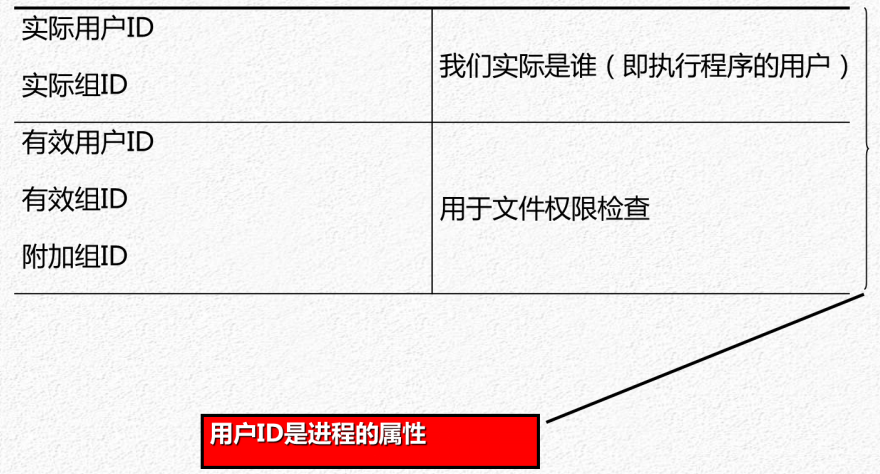 实际用户ID
实际组ID
我们实际是谁（即执行程序的用户）
有效用户ID
有效组ID
附加组ID
用于文件权限检查
用户ID是进程的属性